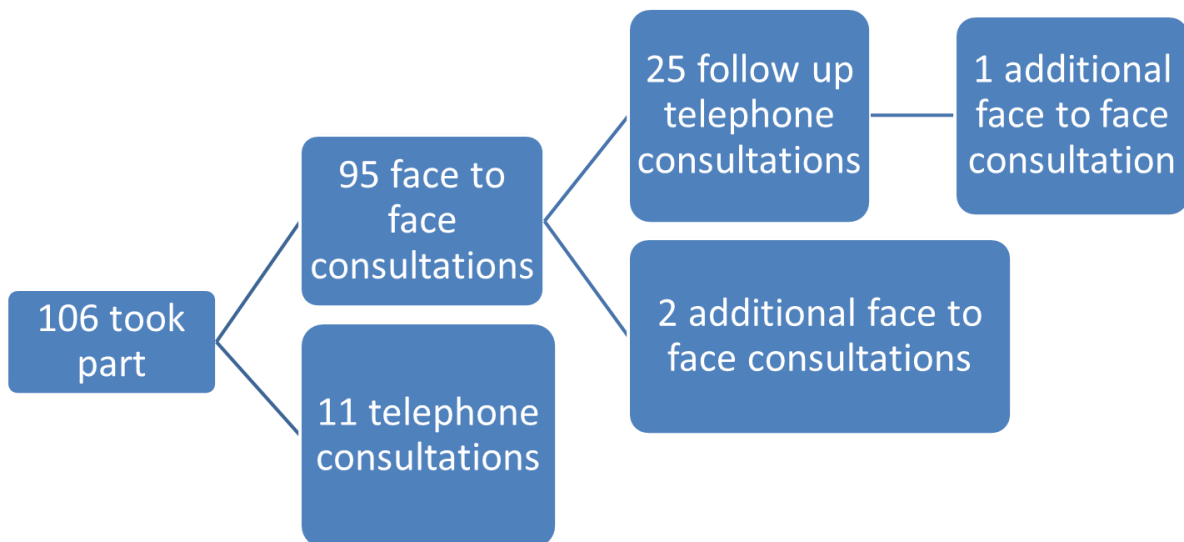 106 took
part
95 face to
face
consultations
11 telephone
consultations
25 follow up
telephone
consultations
2 additional face to
face consultations
1 additional
face to face
consultation